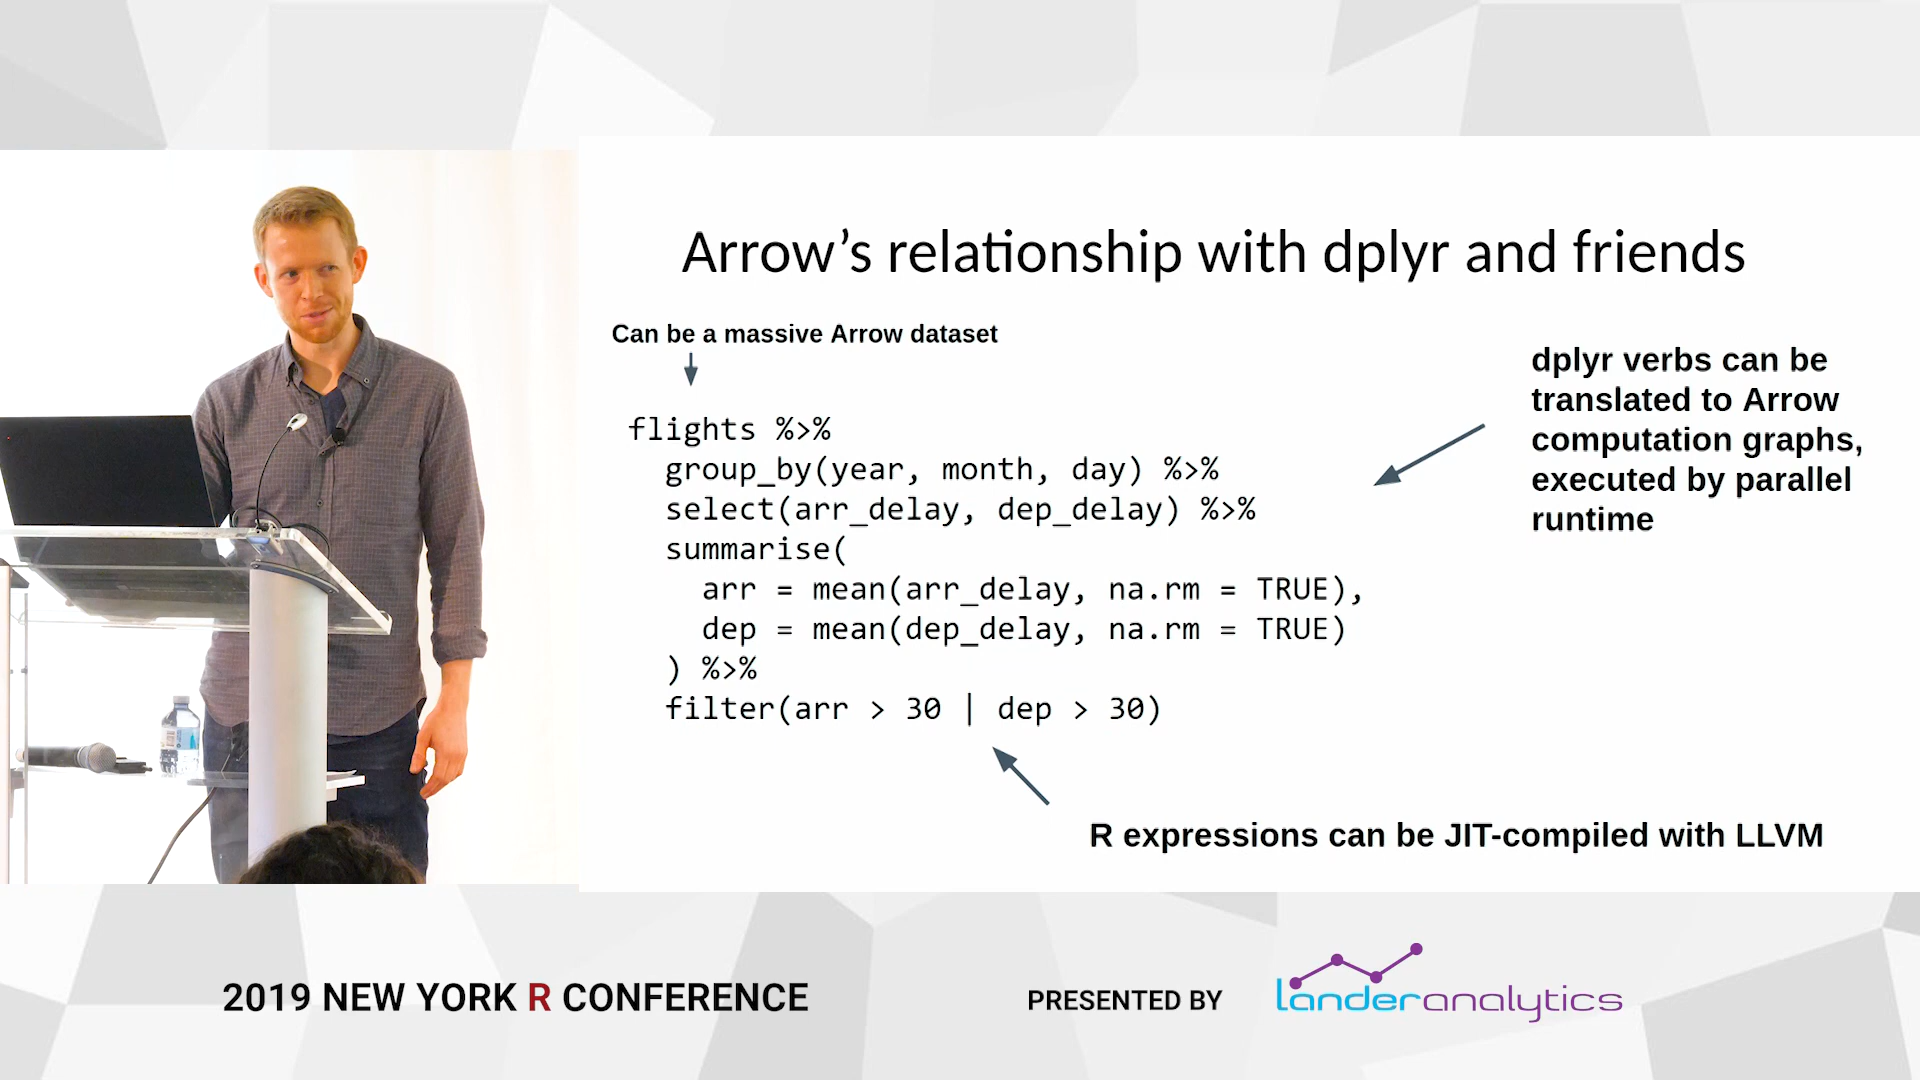 Arrow’s relationship with dplyr and friends
Can be a massive Arrow dataset
flights %>%
  group_by(year, month, day) %>%
  select(arr_delay, dep_delay) %>%
  summarise(
    arr = mean(arr_delay, na.rm = TRUE),
    dep = mean(dep_delay, na.rm = TRUE)
  ) %>%
  filter(arr > 30 | dep > 30)
dplyr verbs can be
translated to Arrow
computation graphs,
executed by parallel
runtime
R expressions can be JIT-compiled with LLVM
2019 NEW YORK R CONFERENCE
PRESENTED BY
landeranalytics